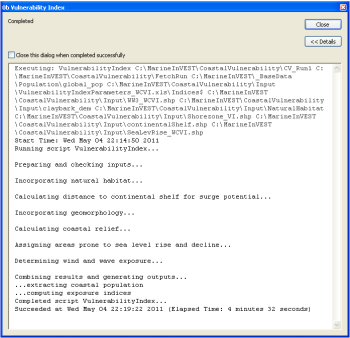 0b Vulnerability Index
Completed
Close
<< Details
Close this dialog when completed successfully
Executing: VulnerabilityIndex C:\MarineInVEST\CoastalVulnerability\CV_Run1 C:
\MarineInVEST\CoastalVulnerability\FetchRun C:\MarineInVEST\_BaseData
\Population\global_pop C:\MarineInVEST\CoastalVulnerability\Input
\VulnerabilityIndexParameters_WCVI.xls\Indices$ C:\MarineInVEST
\CoastalVulnerability\Input\WW3_WCVI.shp C:\MarineInVEST\CoastalVulnerability
\Input\claybark_dem C:\MarineInVEST\CoastalVulnerability\Input\NaturalHabitat
C:\MarineInVEST\CoastalVulnerability\Input\Shorezone_VI.shp C:\MarineInVEST
\CoastalVulnerability\Input\continentalShelf.shp C:\MarineInVEST
\CoastalVulnerability\Input\SeaLevRise_WCVI.shp
Start Time: Wed May 04 22:14:50 2011
Running script VulnerabilityIndex...
Preparing and checking inputs...
Incorporating natural habitat...
Calculating distance to continental shelf for surge potential...
Incorporating geomorphology...
Calculating coastal relief...
Assigning areas prone to sea level rise and decline...
Determining wind and wave exposure...
Combining results and generating outputs...
...extracting coastal population
...computing exposure indices
Completed script VulnerabilityIndex...
Succeeded at Wed May 04 22:19:22 2011 (Elapsed Time: 4 minutes 32 seconds)